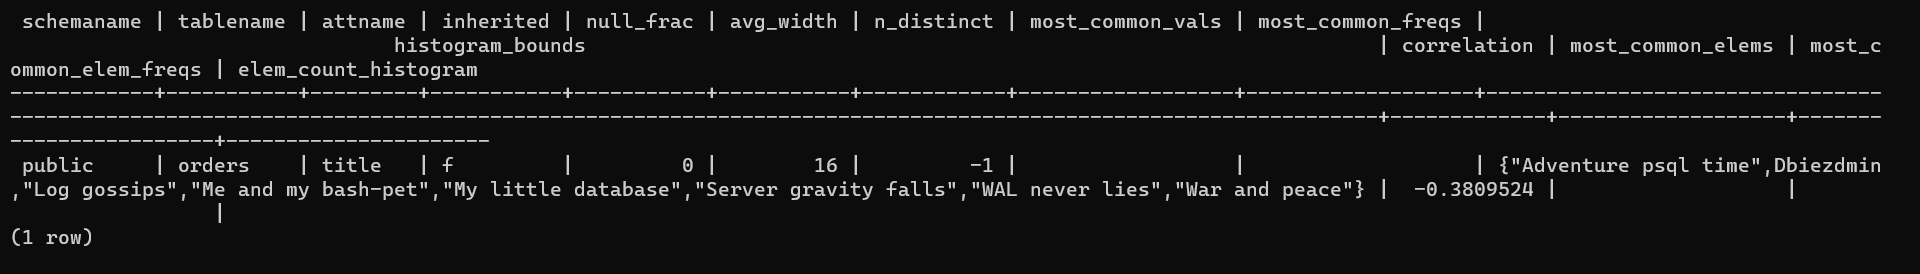 schemaname | tablename | attname | inherited | null_frac | avg_width | n_distinct | most_common_vals | most_common_freqs |
                                histogram_bounds                                                                  | correlation | most_common_elems | most_c
ommon_elem_freqs | elem_count_histogram
------------+-----------+---------+-----------+-----------+-----------+------------+------------------+-------------------+---------------------------------
------------------------------------------------------------------------------------------------------------------+-------------+-------------------+-------
-----------------+----------------------
 public     | orders    | title   | f         |         0 |        16 |         -1 |                  |                   | {"Adventure psql time",Dbiezdmin
,"Log gossips","Me and my bash-pet","My little database","Server gravity falls","WAL never lies","War and peace"} |  -0.3809524 |                   |
                 |
(1 row)